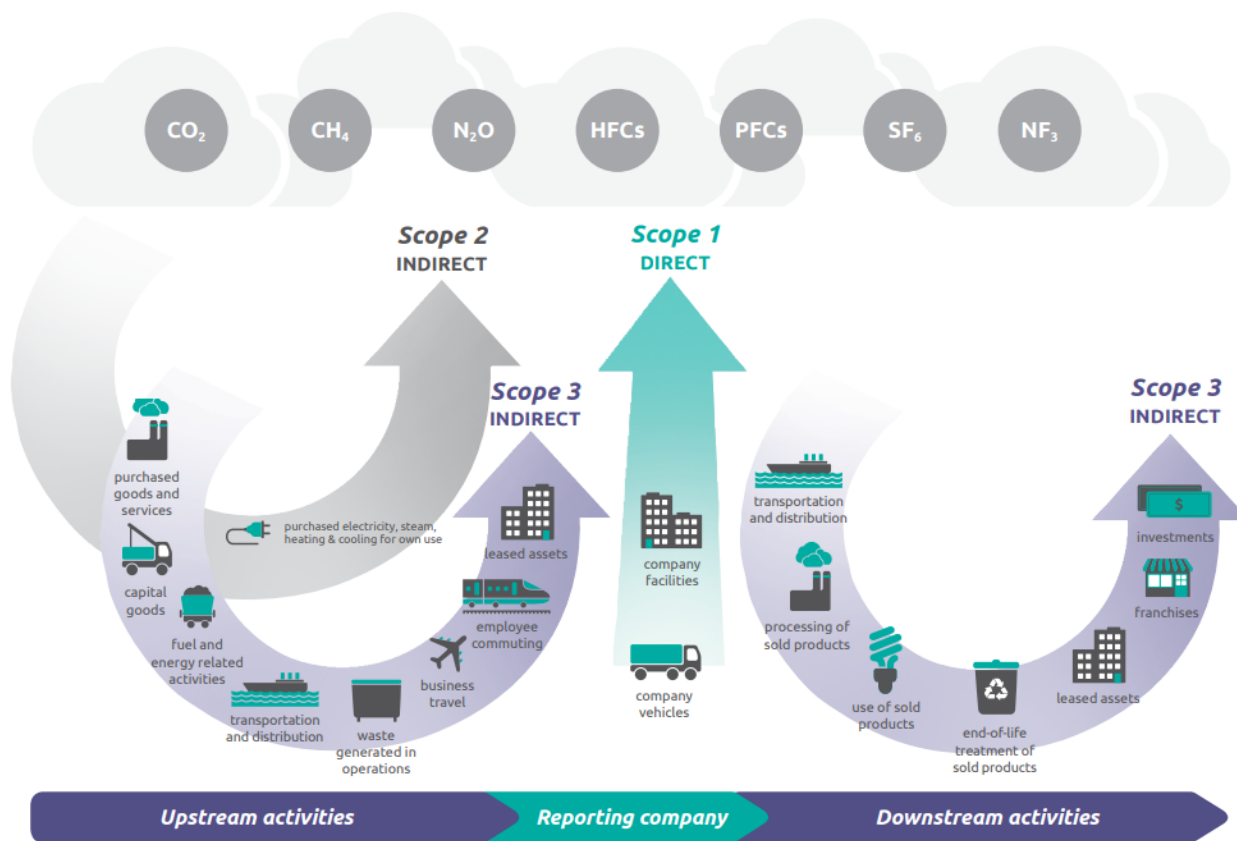 CO₂
CH₄
N₂O
HFCs
PFCs
SF₆
NF₃
Scope 2
INDIRECT
Scope 1
DIRECT
Scope 3
INDIRECT
Scope 3
INDIRECT
purchased
goods and
services
capital
goods
fuel and
energy related
activities
transportation
and distribution
waste
generated in
operations
business
travel
employee
commuting
leased assets
purchased electricity, steam,
heating & cooling for own use
company
facilities
company
vehicles
transportation
and distribution
processing of
sold products
use of sold
products
end-of-life
treatment of
sold products
leased assets
franchises
$
investments
Upstream activities
Reporting company
Downstream activities